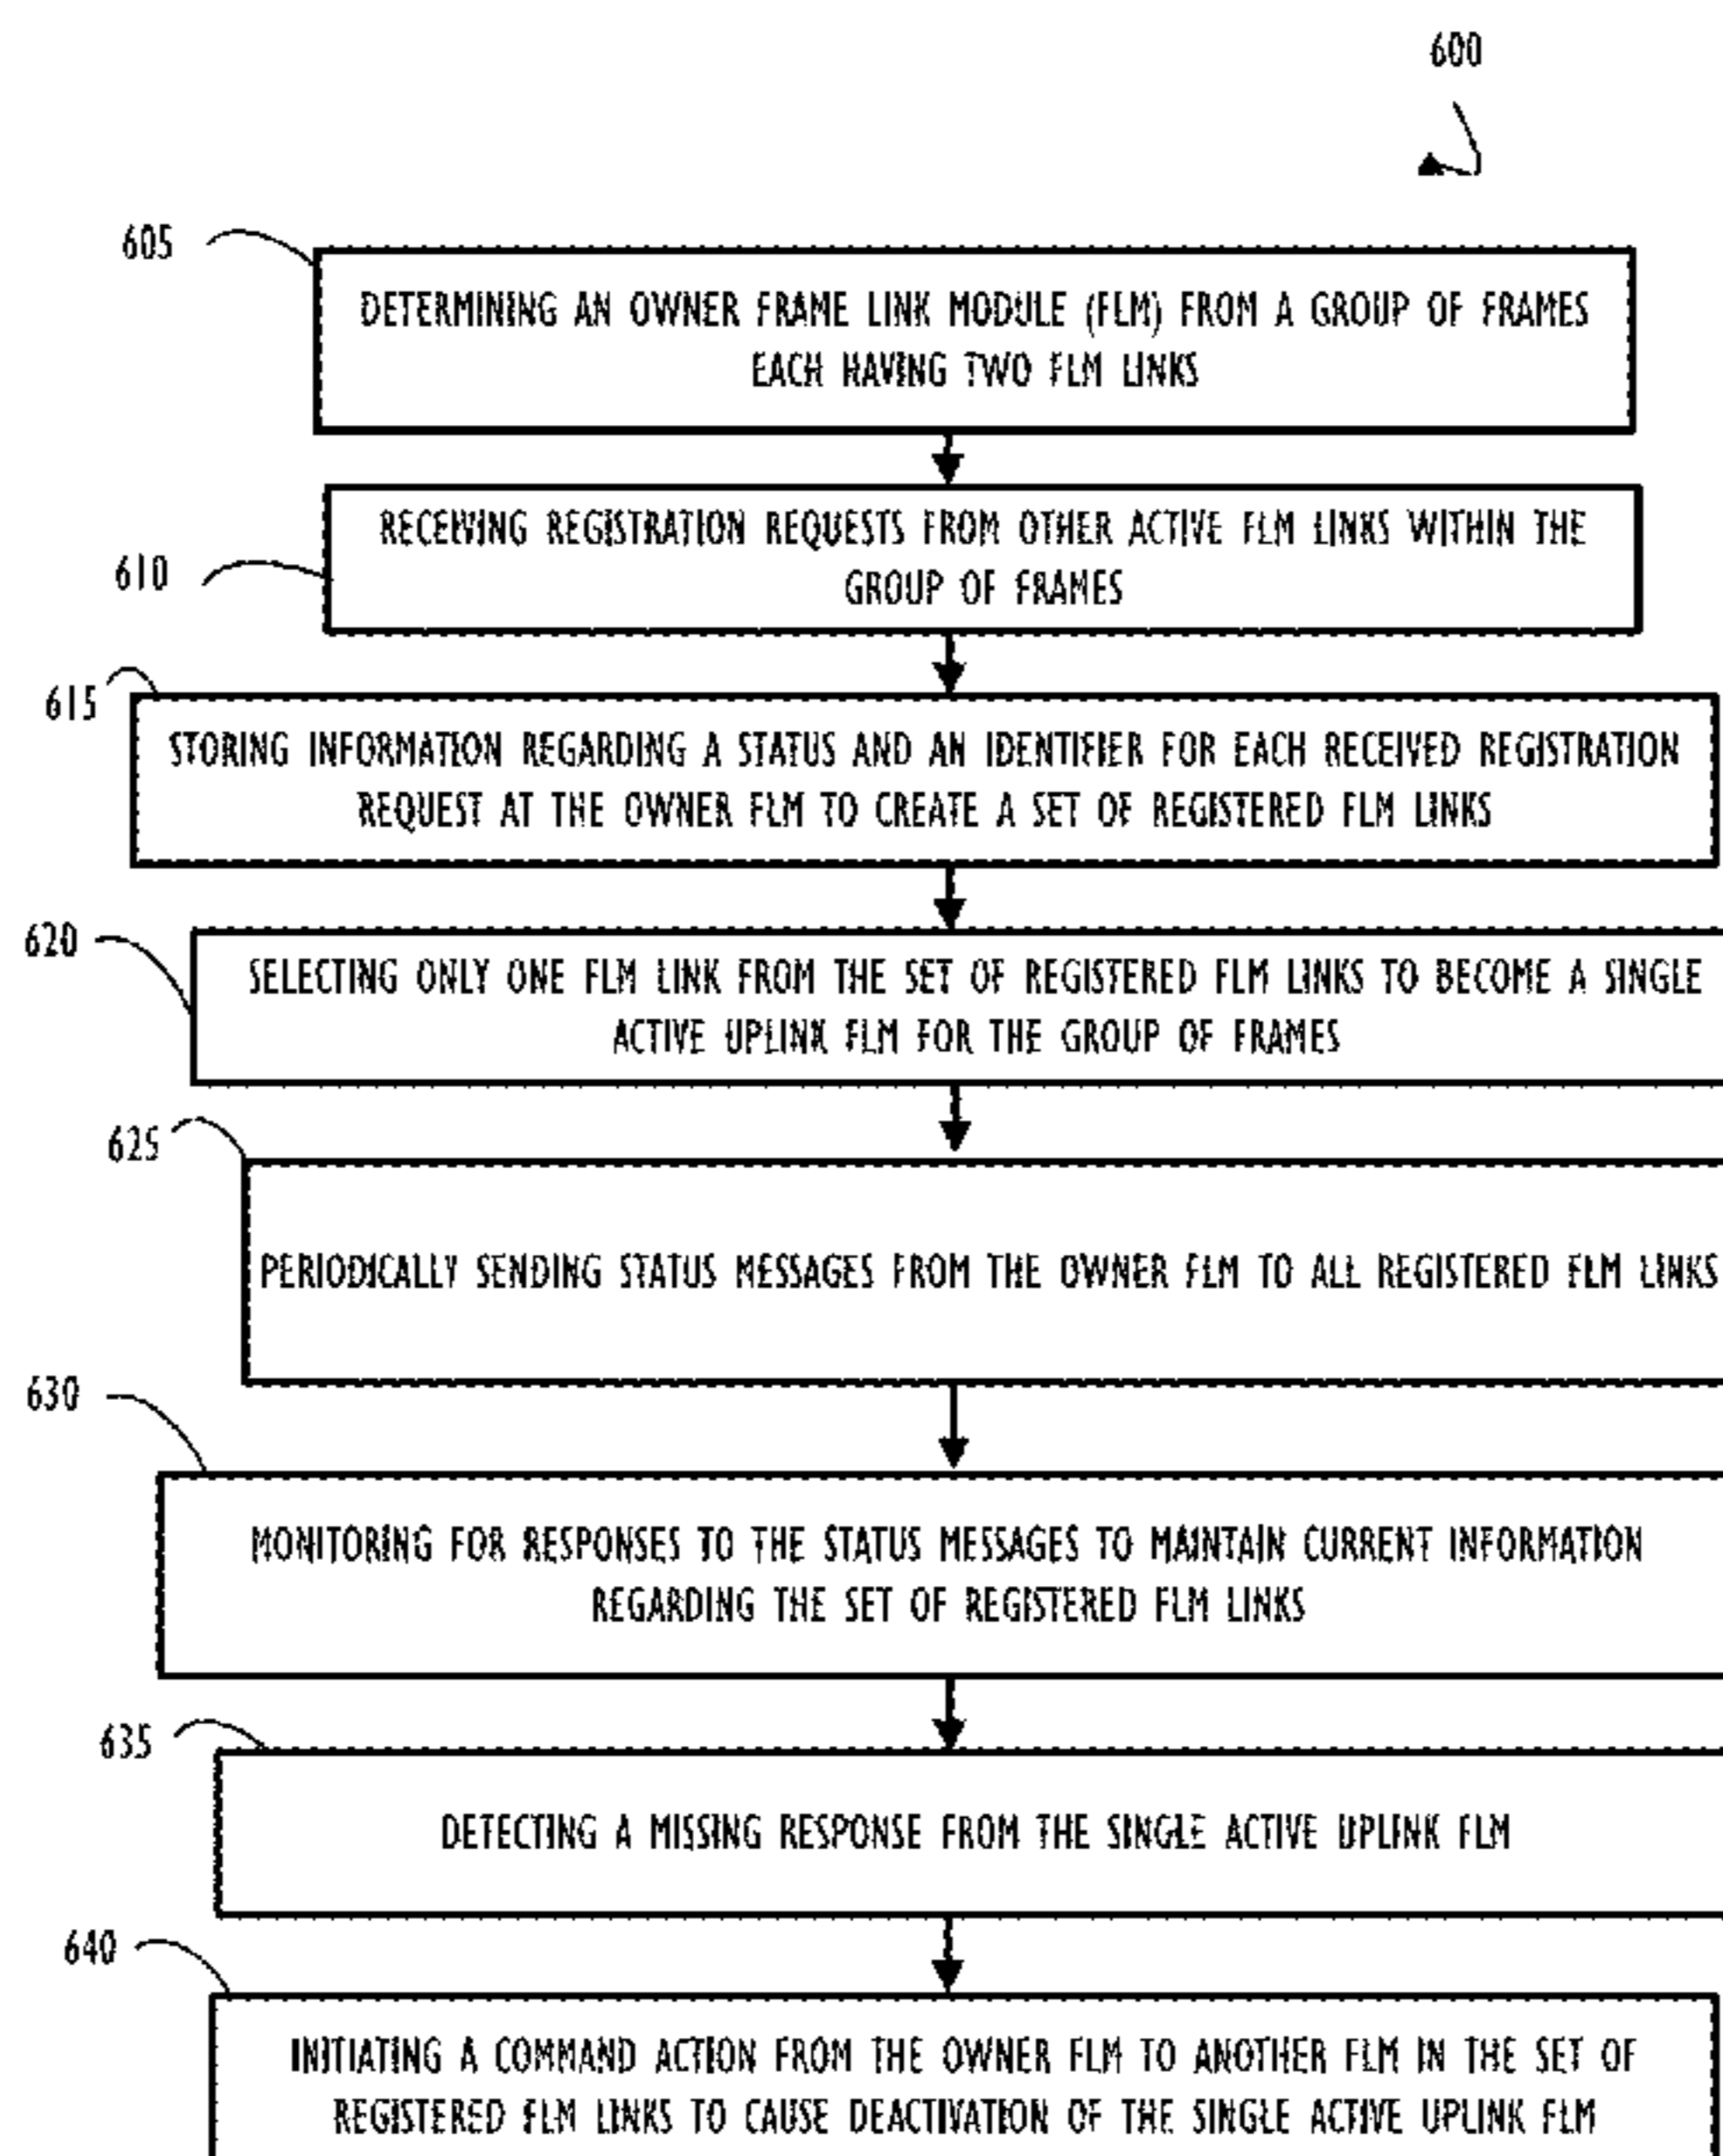 600
605
DETERMINING AN OWNER FRAME LINK MODULE (FLM) FROM A GROUP OF FRAMES
EACH HAVING TWO FLM LINKS
610
RECEIVING REGISTRATION REQUESTS FROM OTHER ACTIVE FLM LINKS WITHIN THE
GROUP OF FRAMES
615
STORING INFORMATION REGARDING A STATUS AND AN IDENTIFIER FOR EACH RECEIVED REGISTRATION
REQUEST AT THE OWNER FLM TO CREATE A SET OF REGISTERED FLM LINKS
620
SELECTING ONLY ONE FLM LINK FROM THE SET OF REGISTERED FLM LINKS TO BECOME A SINGLE
ACTIVE UPLINK FLM FOR THE GROUP OF FRAMES
625
PERIODICALLY SENDING STATUS MESSAGES FROM THE OWNER FLM TO ALL REGISTERED FLM LINKS
630
MONITORING FOR RESPONSES TO THE STATUS MESSAGES TO MAINTAIN CURRENT INFORMATION
REGARDING THE SET OF REGISTERED FLM LINKS
635
DETECTING A MISSING RESPONSE FROM THE SINGLE ACTIVE UPLINK FLM
640
INITIATING A COMMAND ACTION FROM THE OWNER FLM TO ANOTHER FLM IN THE SET OF
REGISTERED FLM LINKS TO CAUSE DEACTIVATION OF THE SINGLE ACTIVE UPLINK FLM